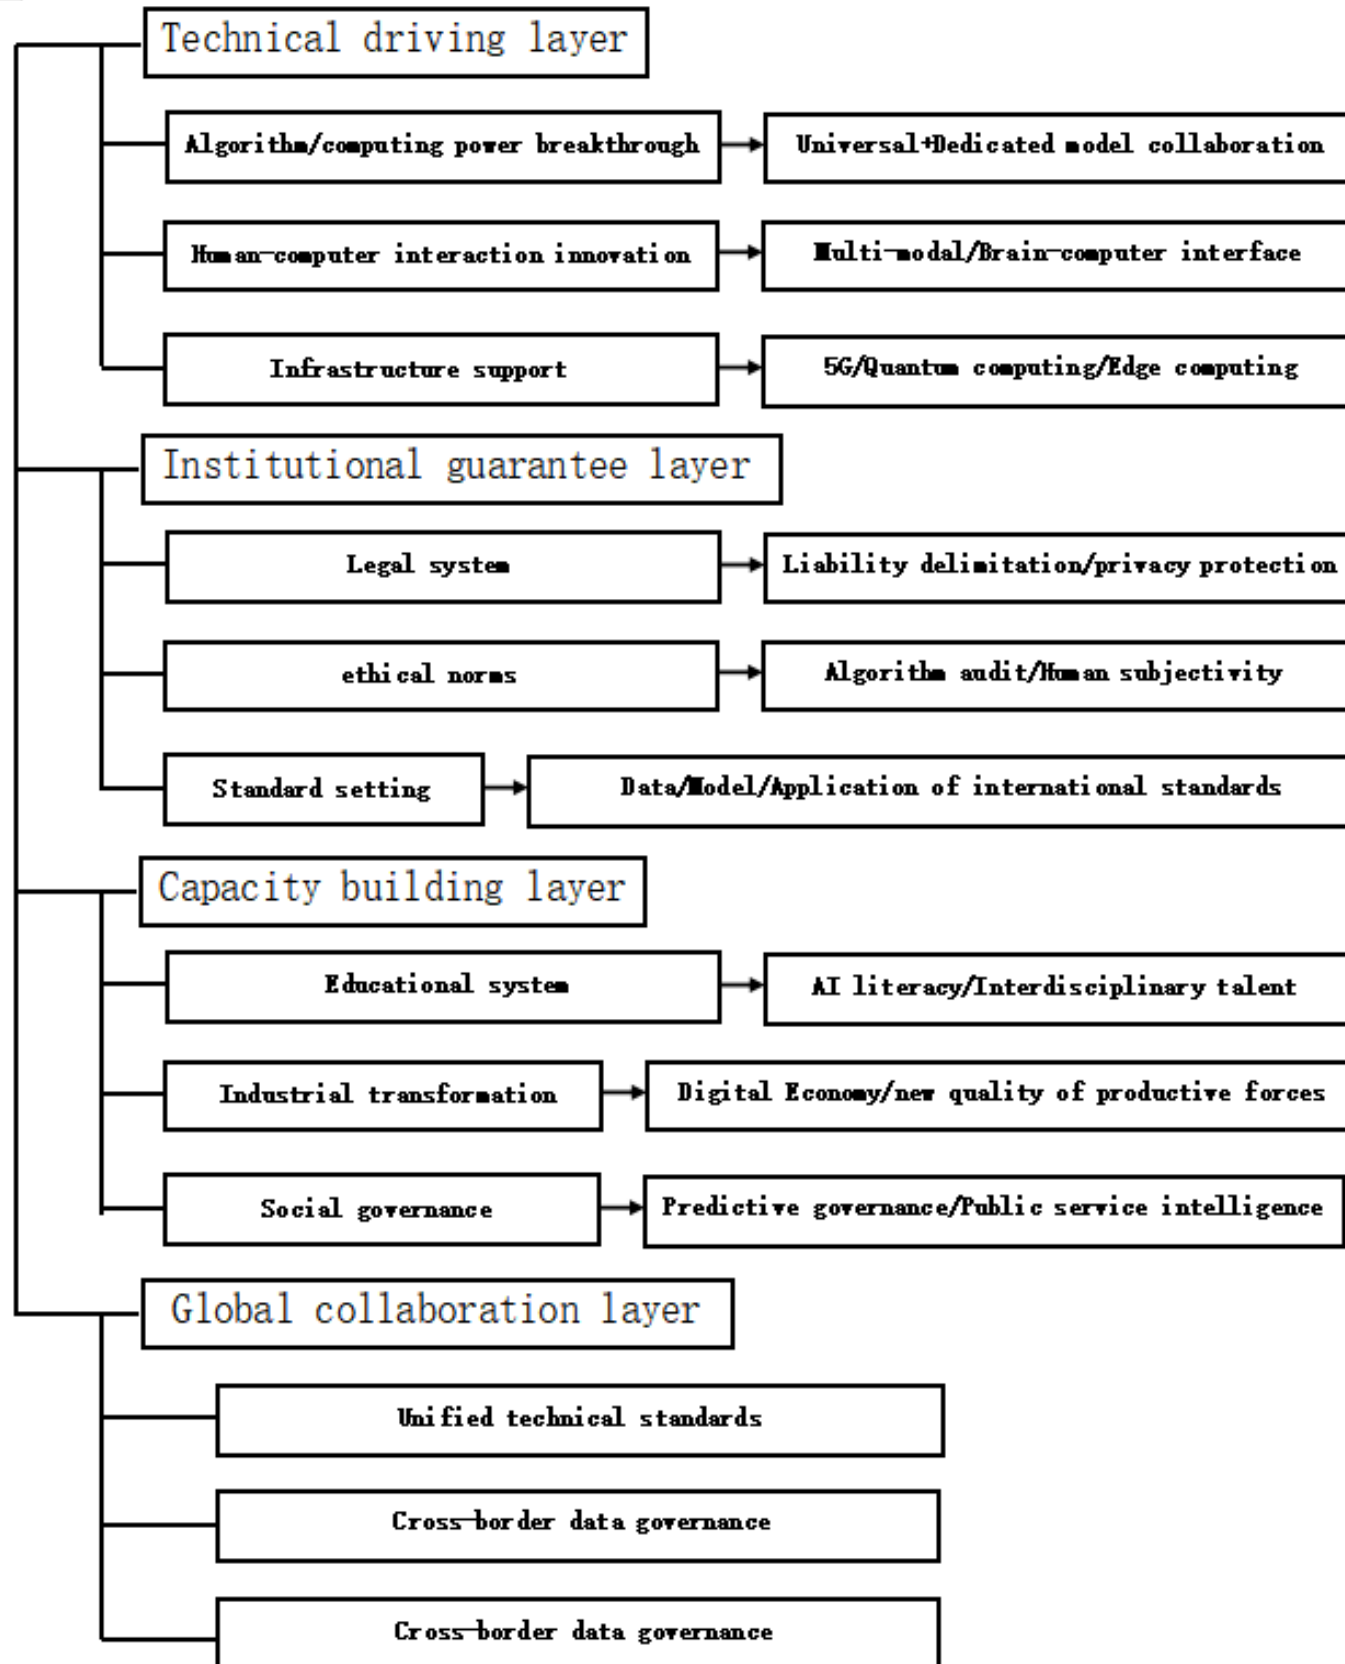 Technical driving layer
Algorithm/computing power breakthrough
Universal+Dedicated model collaboration
Human-computer interaction innovation
Multi-modal/Brain-computer interface
Infrastructure support
5G/Quantum computing/Edge computing
Institutional guarantee layer
Legal system
Liability delimitation/privacy protection
ethical norms
Algorithm audit/Human subjectivity
Standard setting
Data/Model/Application of international standards
Capacity building layer
Educational system
AI literacy/Interdisciplinary talent
Industrial transformation
Digital Economy/new quality of productive forces
Social governance
Predictive governance/Public service intelligence
Global collaboration layer
Unified technical standards
Cross-border data governance
Cross-border data governance